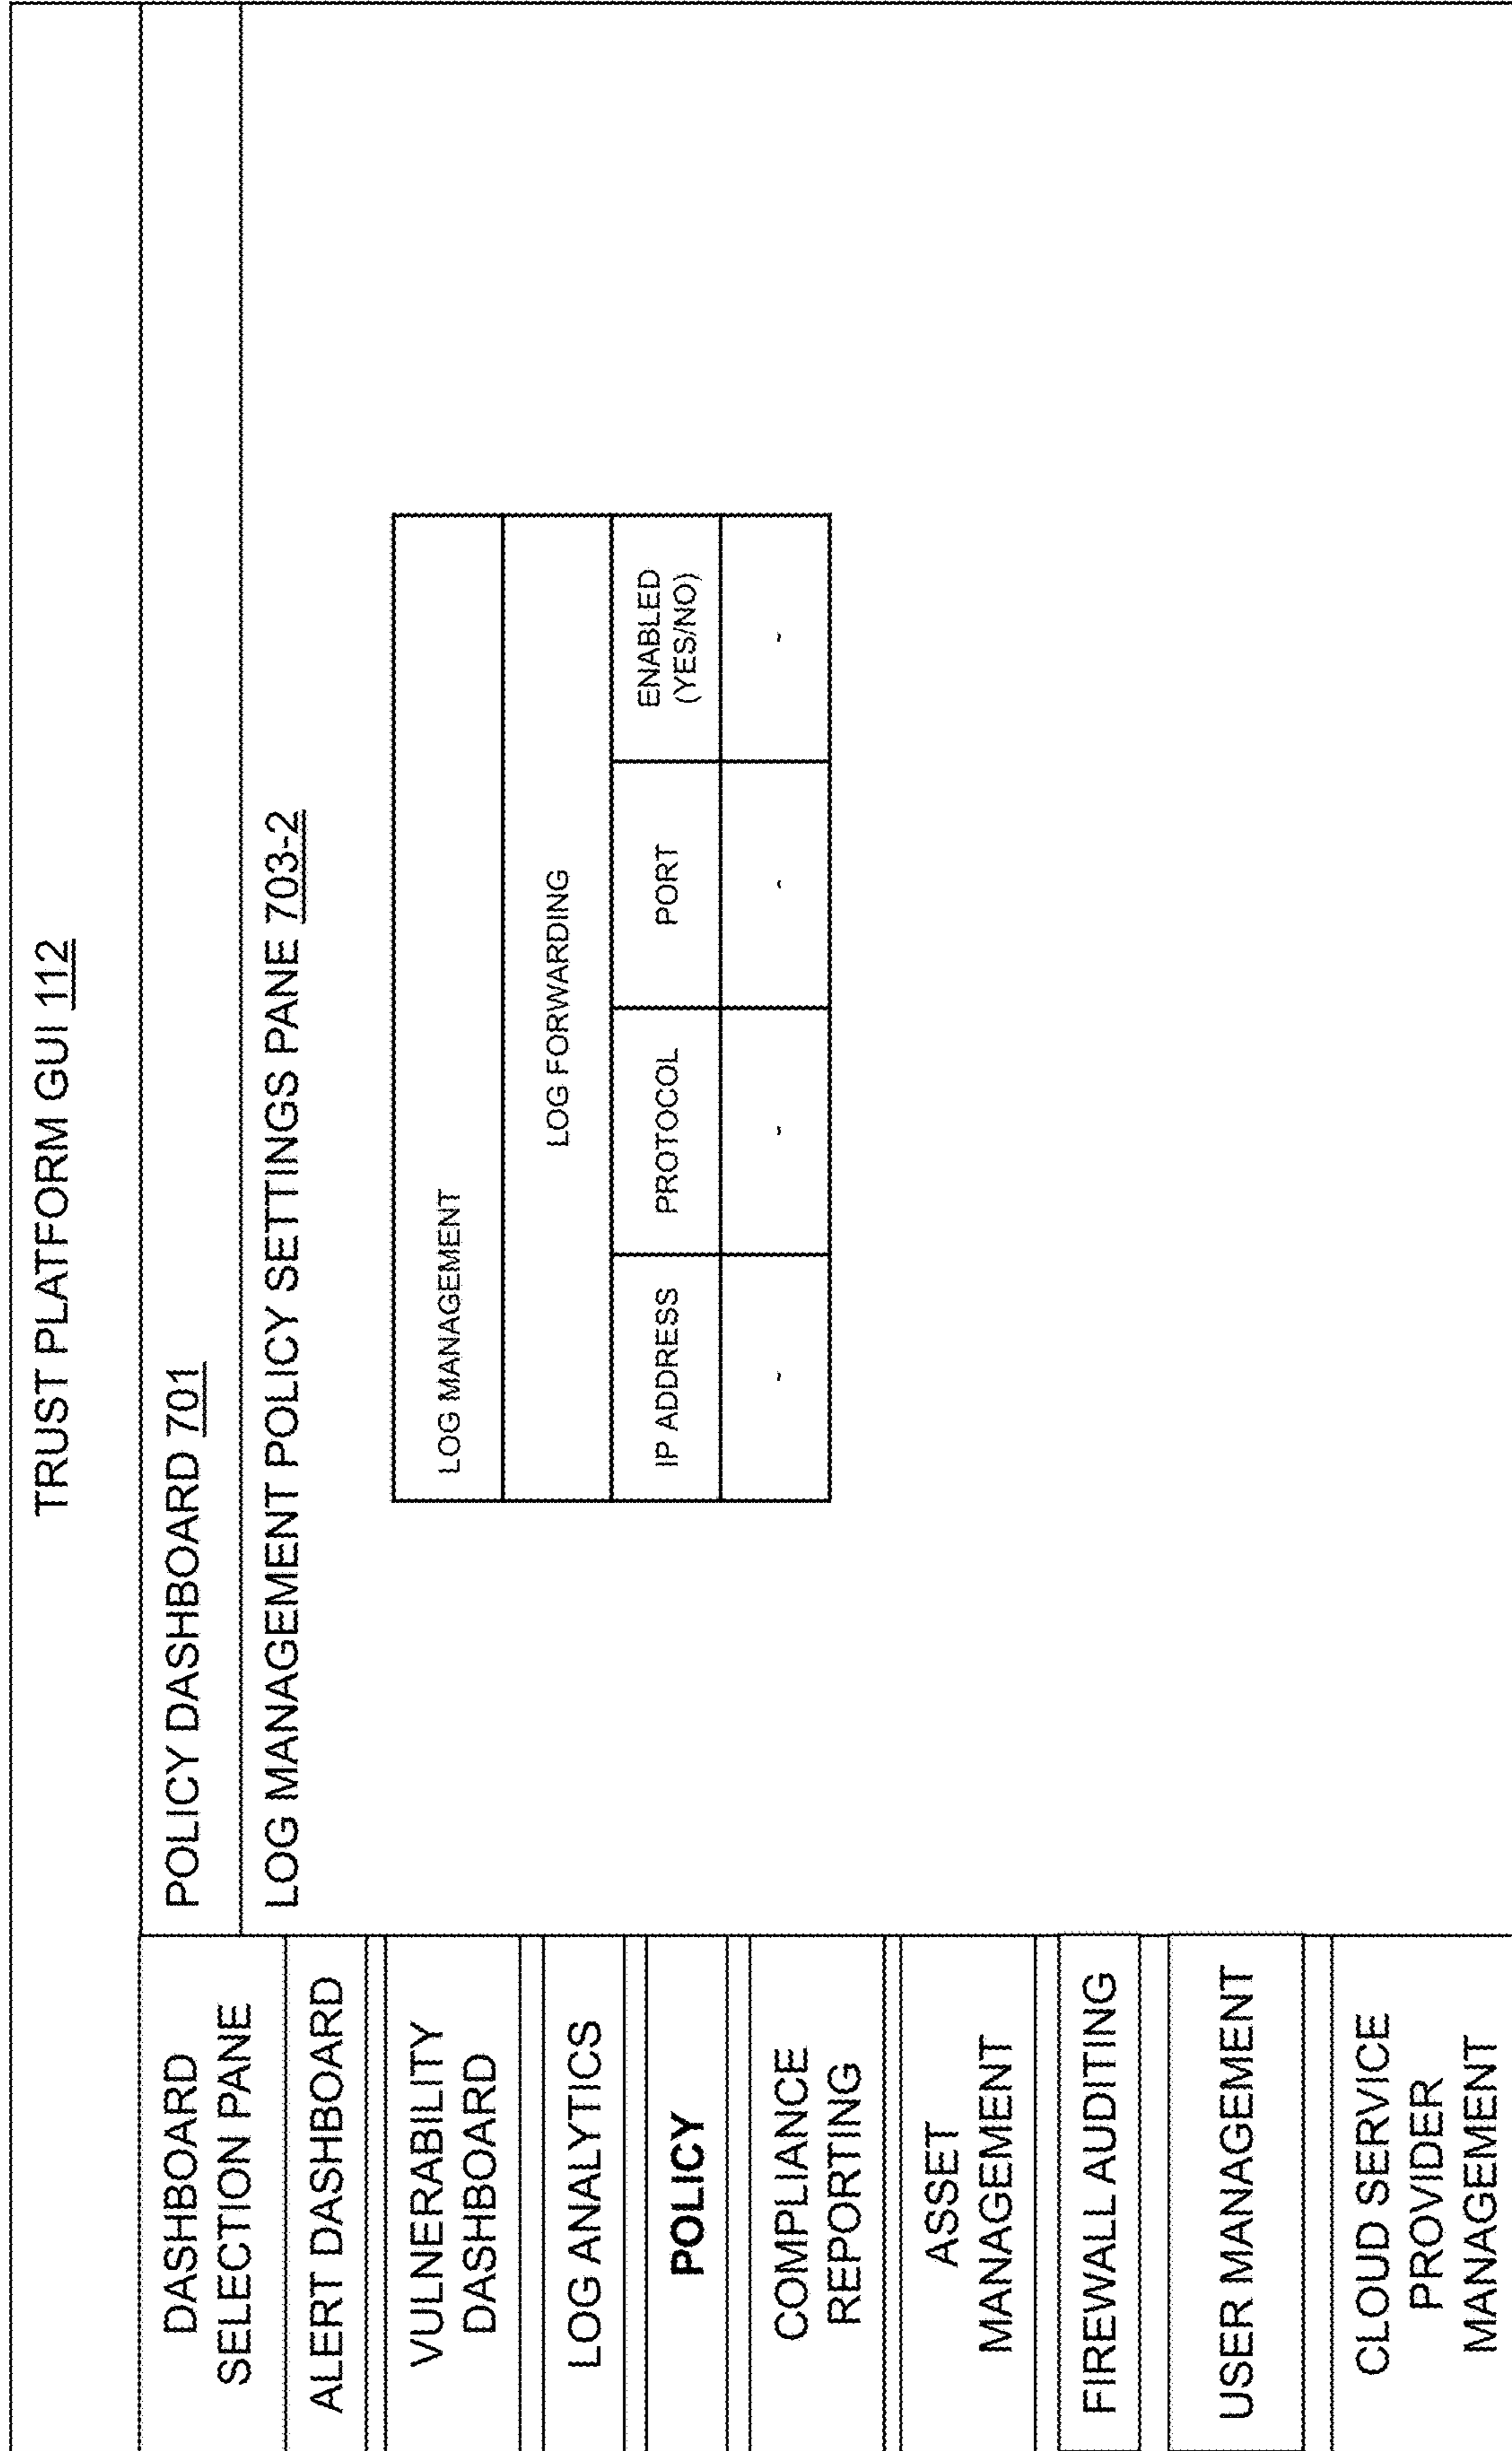 TRUST PLATFORM GUI 112
DASHBOARD
SELECTION PANE
ALERT DASHBOARD
VULNERABILITY
DASHBOARD
LOG ANALYTICS
POLICY
COMPLIANCE
REPORTING
ASSET
MANAGEMENT
FIREWALL AUDITING
USER MANAGEMENT
CLOUD SERVICE
PROVIDER
MANAGEMENT
POLICY DASHBOARD 701
LOG MANAGEMENT POLICY SETTINGS PANE 703-2
LOG MANAGEMENT
LOG FORWARDING
IP ADDRESS PROTOCOL PORT ENABLED
(YES/NO)
- - - -